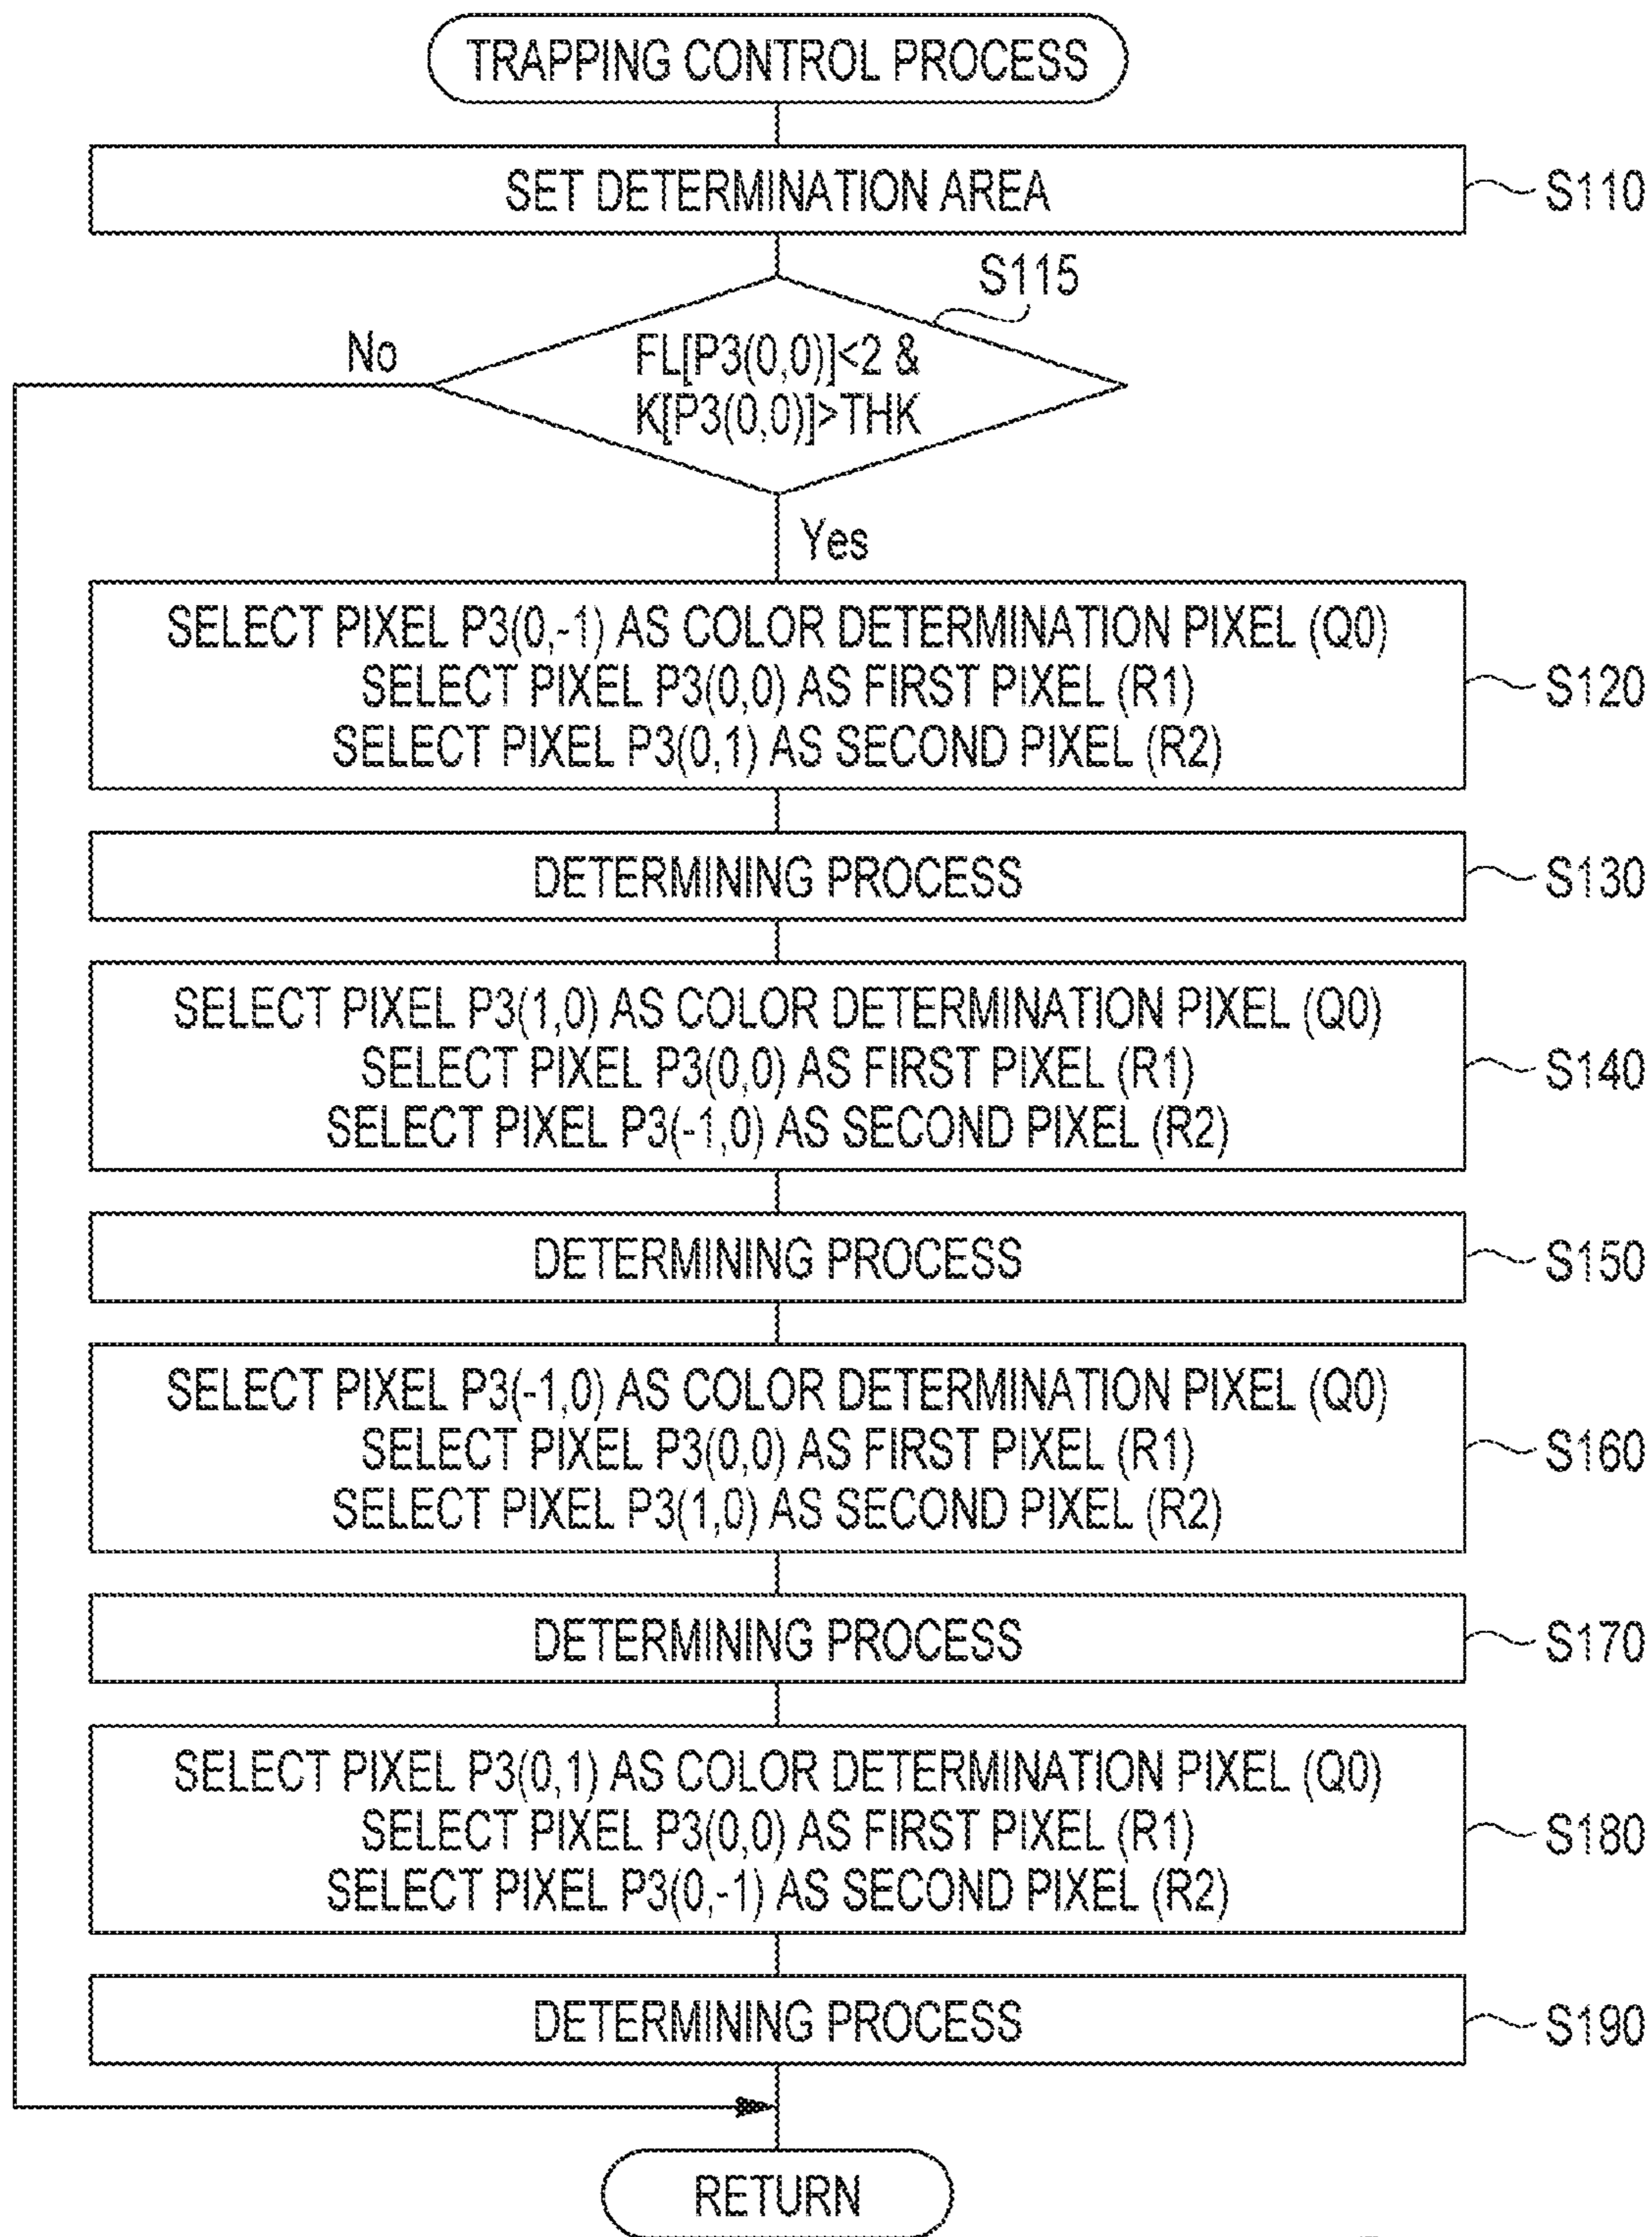 TRAPPING CONTROL PROCESS
SET DETERMINATION AREA
S110
S115
No
FL[P3(0,0)]<2 &
K[P3(0,0)]>THK
Yes
SELECT PIXEL P3(0,-1) AS COLOR DETERMINATION PIXEL (Q0)
SELECT PIXEL P3(0,0) AS FIRST PIXEL (R1)
SELECT PIXEL P3(0,1) AS SECOND PIXEL (R2)
S120
DETERMINING PROCESS
S130
SELECT PIXEL P3(1,0) AS COLOR DETERMINATION PIXEL (Q0)
SELECT PIXEL P3(0,0) AS FIRST PIXEL (R1)
SELECT PIXEL P3(-1,0) AS SECOND PIXEL (R2)
S140
DETERMINING PROCESS
S150
SELECT PIXEL P3(-1,0) AS COLOR DETERMINATION PIXEL (Q0)
SELECT PIXEL P3(0,0) AS FIRST PIXEL (R1)
SELECT PIXEL P3(1,0) AS SECOND PIXEL (R2)
S160
DETERMINING PROCESS
S170
SELECT PIXEL P3(0,1) AS COLOR DETERMINATION PIXEL (Q0)
SELECT PIXEL P3(0,0) AS FIRST PIXEL (R1)
SELECT PIXEL P3(0,-1) AS SECOND PIXEL (R2)
S180
DETERMINING PROCESS
S190
RETURN